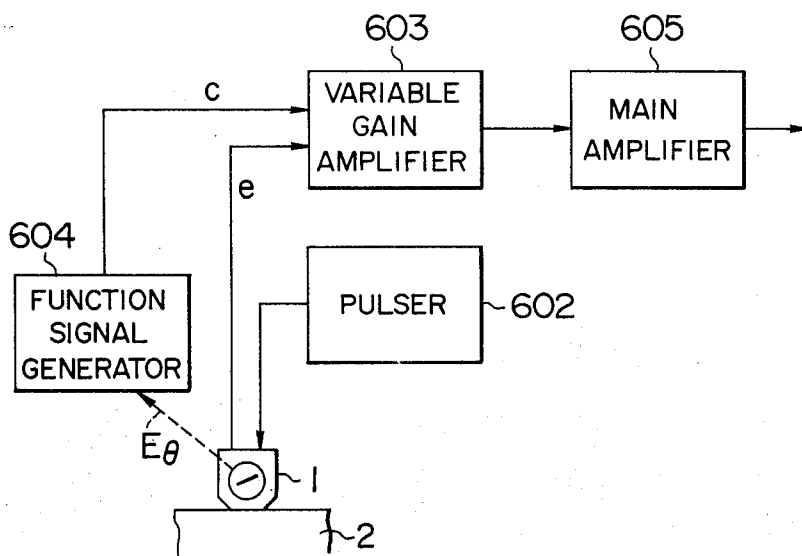 603
605
VARIABLE
GAIN
AMPLIFIER
MAIN
AMPLIFIER
c
e
604
FUNCTION
SIGNAL
GENERATOR
PULSER
602
Eθ
1
2